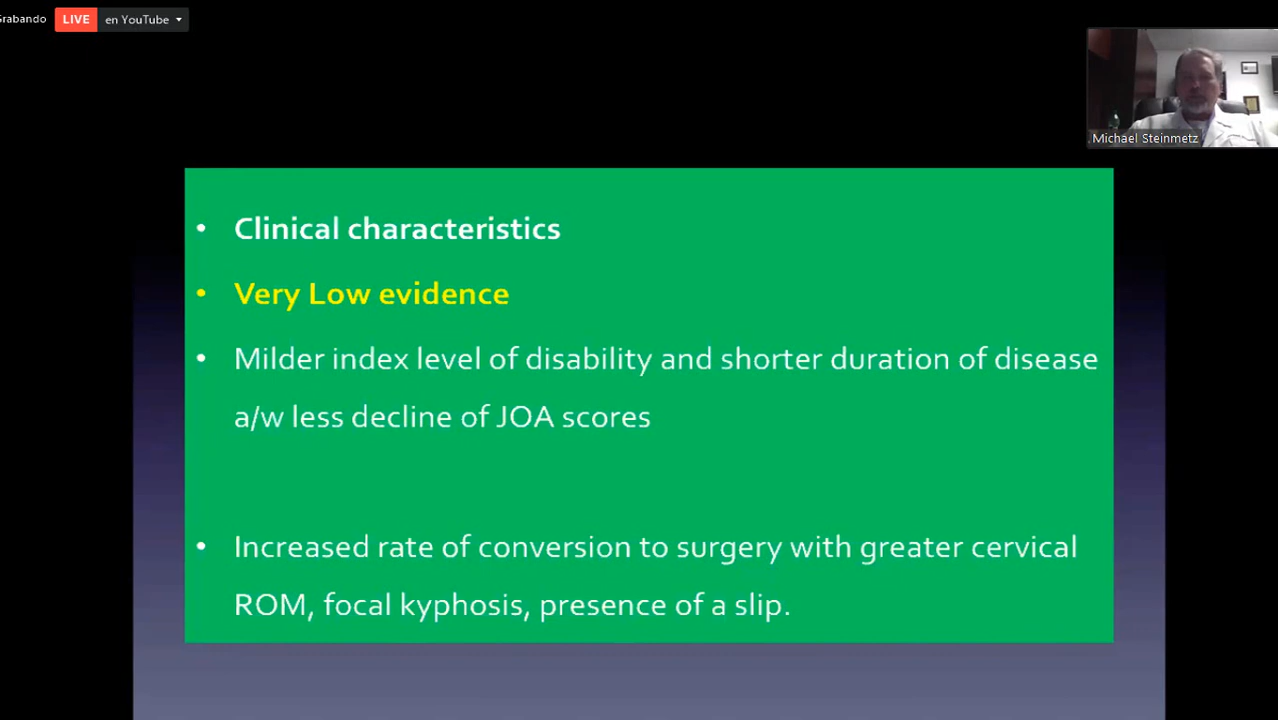 Grabando
LIVE en YouTube
Michael Steinmetz
• Clinical characteristics
• Very Low evidence
• Milder index level of disability and shorter duration of disease
a/w less decline of JOA scores
• Increased rate of conversion to surgery with greater cervical
ROM, focal kyphosis, presence of a slip.